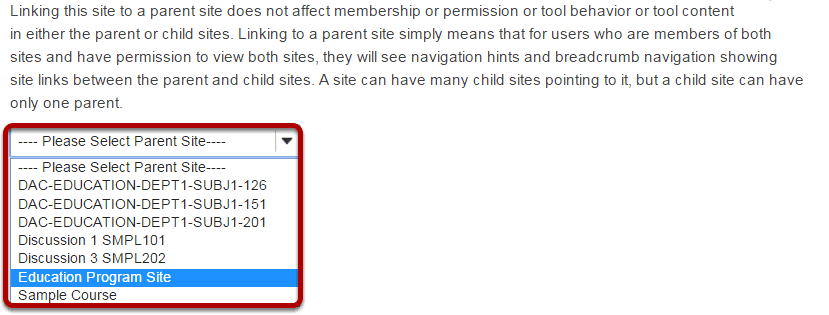 Linking this site to a parent site does not affect membership or permission or tool behavior or tool content
in either the parent or child sites. Linking to a parent site simply means that for users who are members of both
sites and have permission to view both sites, they will see navigation hints and breadcrumb navigation showing
site links between the parent and child sites. A site can have many child sites pointing to it, but a child site can have
only one parent.
---- Please Select Parent Site----
---- Please Select Parent Site----
DAC-EDUCATION-DEPT1-SUBJ1-126
DAC-EDUCATION-DEPT1-SUBJ1-151
DAC-EDUCATION-DEPT1-SUBJ1-201
Discussion 1 SMPL101
Discussion 3 SMPL202
Education Program Site
Sample Course